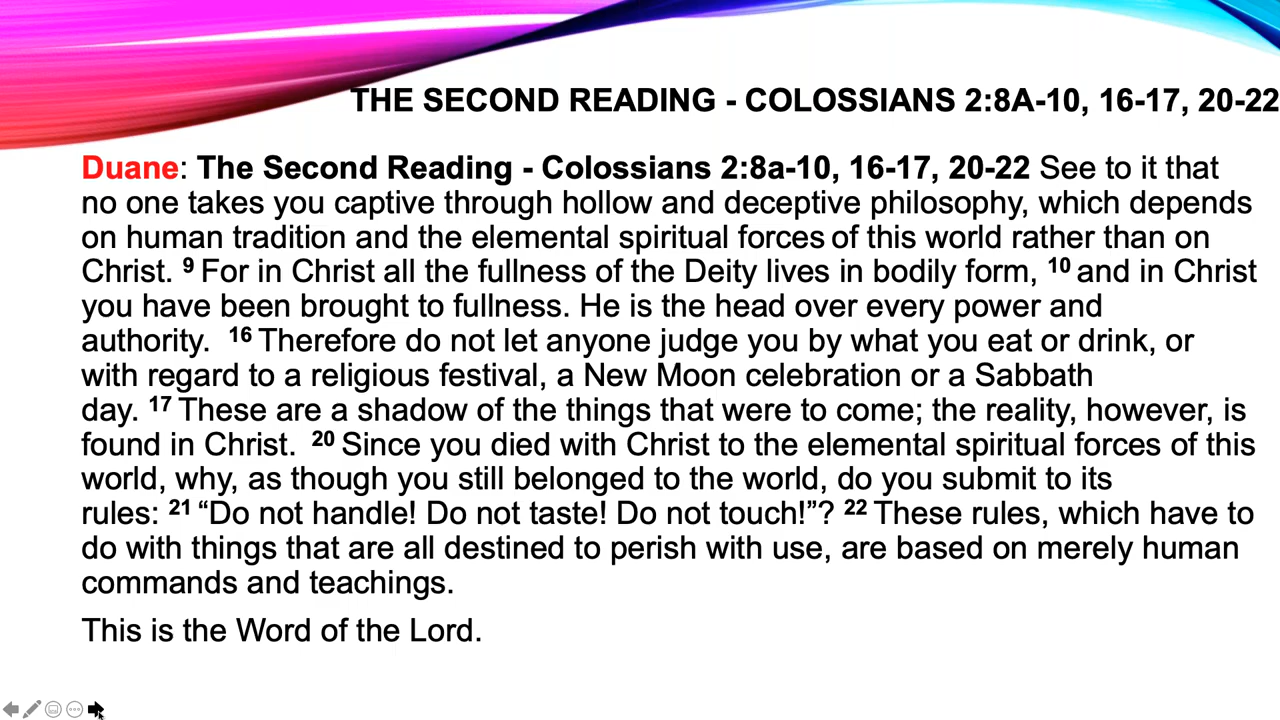 THE SECOND READING - COLOSSIANS 2:8A-10, 16-17, 20-22
Duane: The Second Reading - Colossians 2:8a-10, 16-17, 20-22 See to it that
no one takes you captive through hollow and deceptive philosophy, which depends
on human tradition and the elemental spiritual forces of this world rather than on
Christ. 9 For in Christ all the fullness of the Deity lives in bodily form, 10 and in Christ
you have been brought to fullness. He is the head over every power and
authority. 16 Therefore do not let anyone judge you by what you eat or drink, or
with regard to a religious festival, a New Moon celebration or a Sabbath
day. 17 These are a shadow of the things that were to come; the reality, however, is
found in Christ. 20 Since you died with Christ to the elemental spiritual forces of this
world, why, as though you still belonged to the world, do you submit to its
rules: 21 “Do not handle! Do not taste! Do not touch!”? 22 These rules, which have to
do with things that are all destined to perish with use, are based on merely human
commands and teachings.
This is the Word of the Lord.